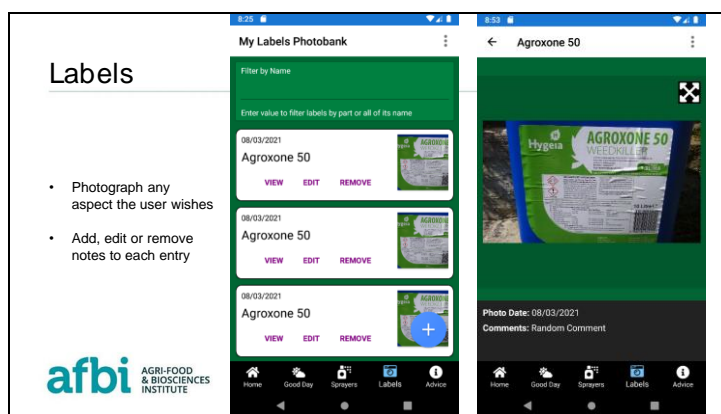 Labels
• Photograph any
aspect the user wishes
• Add, edit or remove
notes to each entry
afbi
AGRI-FOOD
& BIOSCIENCES
INSTITUTE
8:25
My Labels Photobank
Filter by Name
Enter value to filter labels by part or all of its name
08/03/2021
Agroxone 50
VIEW EDIT REMOVE
08/03/2021
Agroxone 50
VIEW EDIT REMOVE
08/03/2021
Agroxone 50
VIEW EDIT REMOVE
+
Home Good Day Sprayers Labels Advice
8:53
Agroxone 50
Hygeia
AGROXONE 50
WEEDKILLER
Photo Date: 08/03/2021
Comments: Random Comment
Home Good Day Sprayers Labels Advice